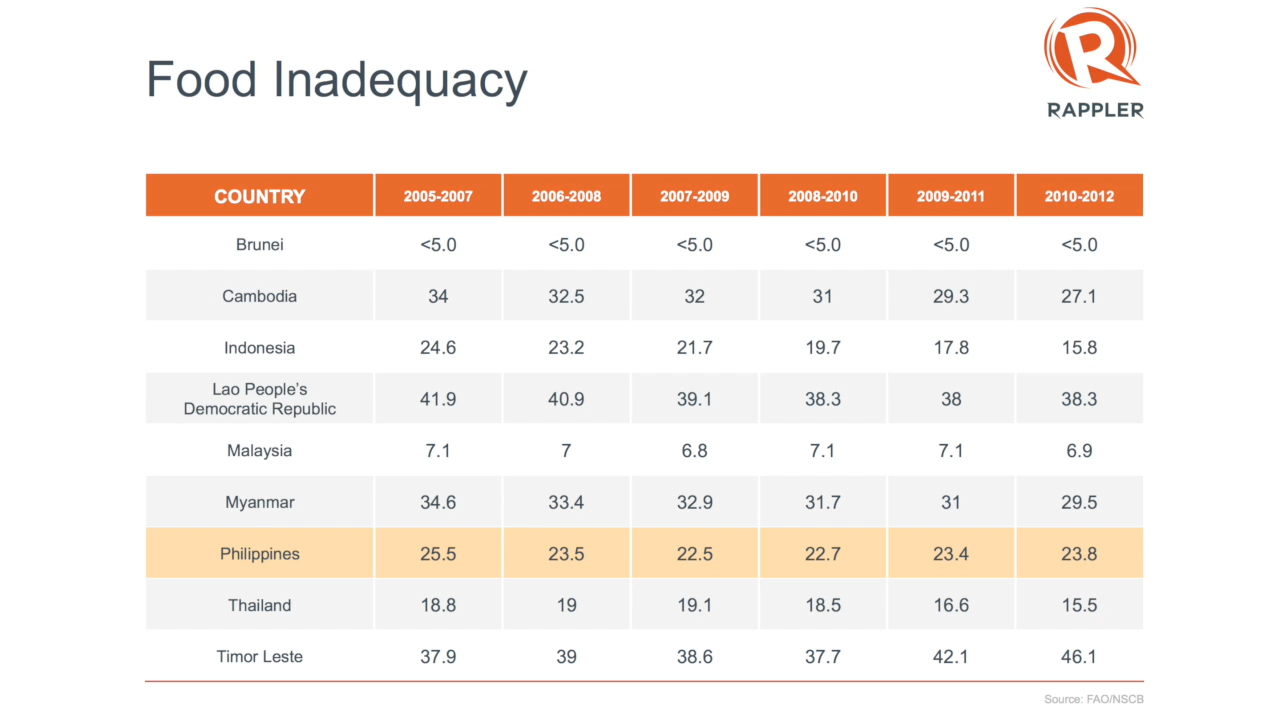 Food Inadequacy
RAPPLER
COUNTRY 2005-2007 2006-2008 2007-2009 2008-2010 2009-2011 2010-2012
Brunei <5.0 <5.0 <5.0 <5.0 <5.0 <5.0
Cambodia 34 32.5 32 31 29.3 27.1
Indonesia 24.6 23.2 21.7 19.7 17.8 15.8
Lao People’s
Democratic Republic 41.9 40.9 39.1 38.3 38 38.3
Malaysia 7.1 7 6.8 7.1 7.1 6.9
Myanmar 34.6 33.4 32.9 31.7 31 29.5
Philippines 25.5 23.5 22.5 22.7 23.4 23.8
Thailand 18.8 19 19.1 18.5 16.6 15.5
Timor Leste 37.9 39 38.6 37.7 42.1 46.1
Source: FAO/NSCB